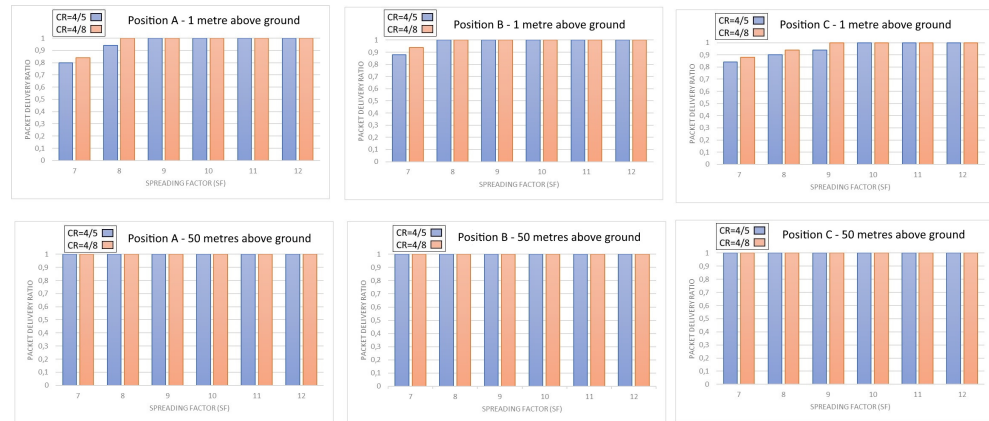 CR=4/5
CR=4/8
Position A - 1 metre above ground
PACKET DELIVERY RATIO
1
0,9
0,8
0,7
0,6
0,5
0,4
0,3
0,2
0,1
0
7 8 9 10 11 12
SPREADING FACTOR (SF)
CR=4/5
CR=4/8
Position B - 1 metre above ground
PACKET DELIVERY RATIO
1
0,9
0,8
0,7
0,6
0,5
0,4
0,3
0,2
0,1
0
7 8 9 10 11 12
SPREADING FACTOR (SF)
CR=4/5
CR=4/8
Position C - 1 metre above ground
PACKET DELIVERY RATIO
1
0,9
0,8
0,7
0,6
0,5
0,4
0,3
0,2
0,1
0
7 8 9 10 11 12
SPREADING FACTOR (SF)
CR=4/5
CR=4/8
Position A - 50 metres above ground
PACKET DELIVERY RATIO
1
0,9
0,8
0,7
0,6
0,5
0,4
0,3
0,2
0,1
0
7 8 9 10 11 12
SPREADING FACTOR (SF)
CR=4/5
CR=4/8
Position B - 50 metres above ground
PACKET DELIVERY RATIO
1
0,9
0,8
0,7
0,6
0,5
0,4
0,3
0,2
0,1
0
7 8 9 10 11 12
SPREADING FACTOR (SF)
CR=4/5
CR=4/8
Position C - 50 metres above ground
PACKET DELIVERY RATIO
1
0,9
0,8
0,7
0,6
0,5
0,4
0,3
0,2
0,1
0
7 8 9 10 11 12
SPREADING FACTOR (SF)